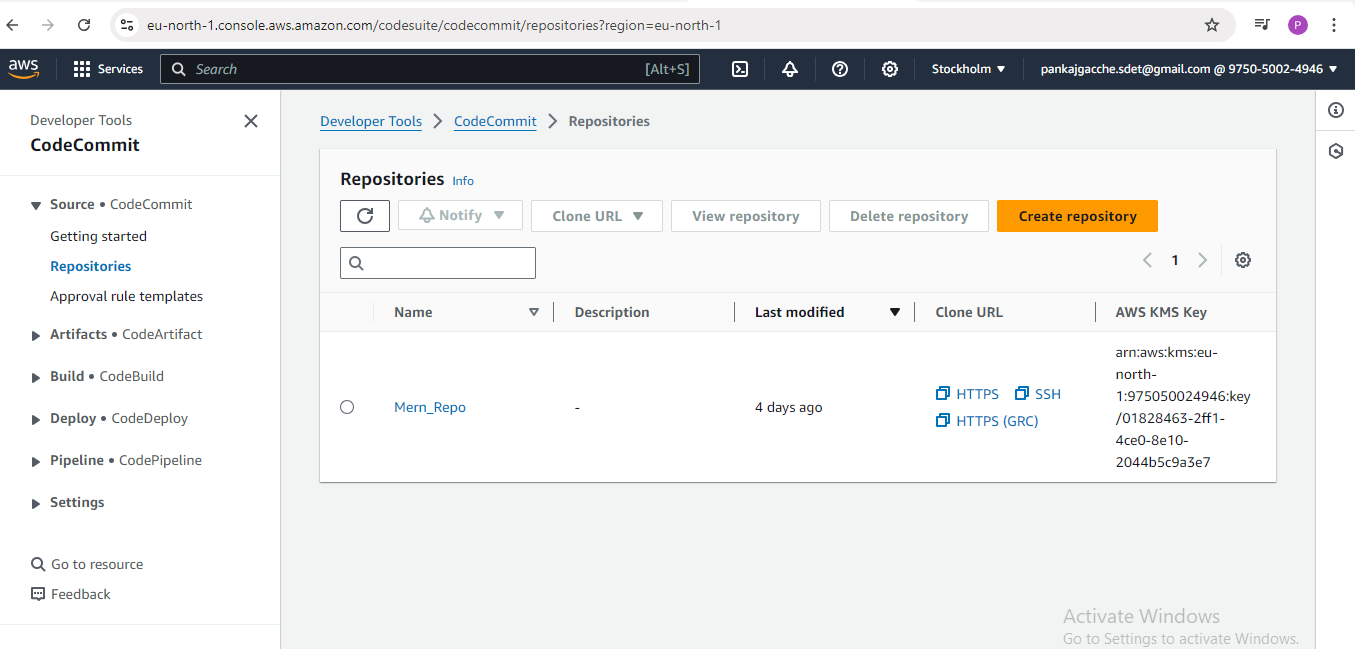 eu-north-1.console.aws.amazon.com/codesuite/codecommit/repositories?region=eu-north-1
P
aws
Services
Search
[Alt+S]
Stockholm
pankajgacche.sdet@gmail.com @ 9750-5002-4946
Developer Tools
CodeCommit
Source • CodeCommit
Getting started
Repositories
Approval rule templates
Artifacts • CodeArtifact
Build • CodeBuild
Deploy • CodeDeploy
Pipeline • CodePipeline
Settings
Go to resource
Feedback
Developer Tools > CodeCommit > Repositories
Repositories Info
Notify Clone URL View repository Delete repository Create repository
1
Name Description Last modified Clone URL AWS KMS Key
Mern_Repo - 4 days ago
HTTPS SSH
HTTPS (GRC)
arn:aws:kms:eu-
north-
1:975050024946:key
/01828463-2ff1-
4ce0-8e10-
2044b5c9a3e7
Activate Windows
Go to Settings to activate Windows.